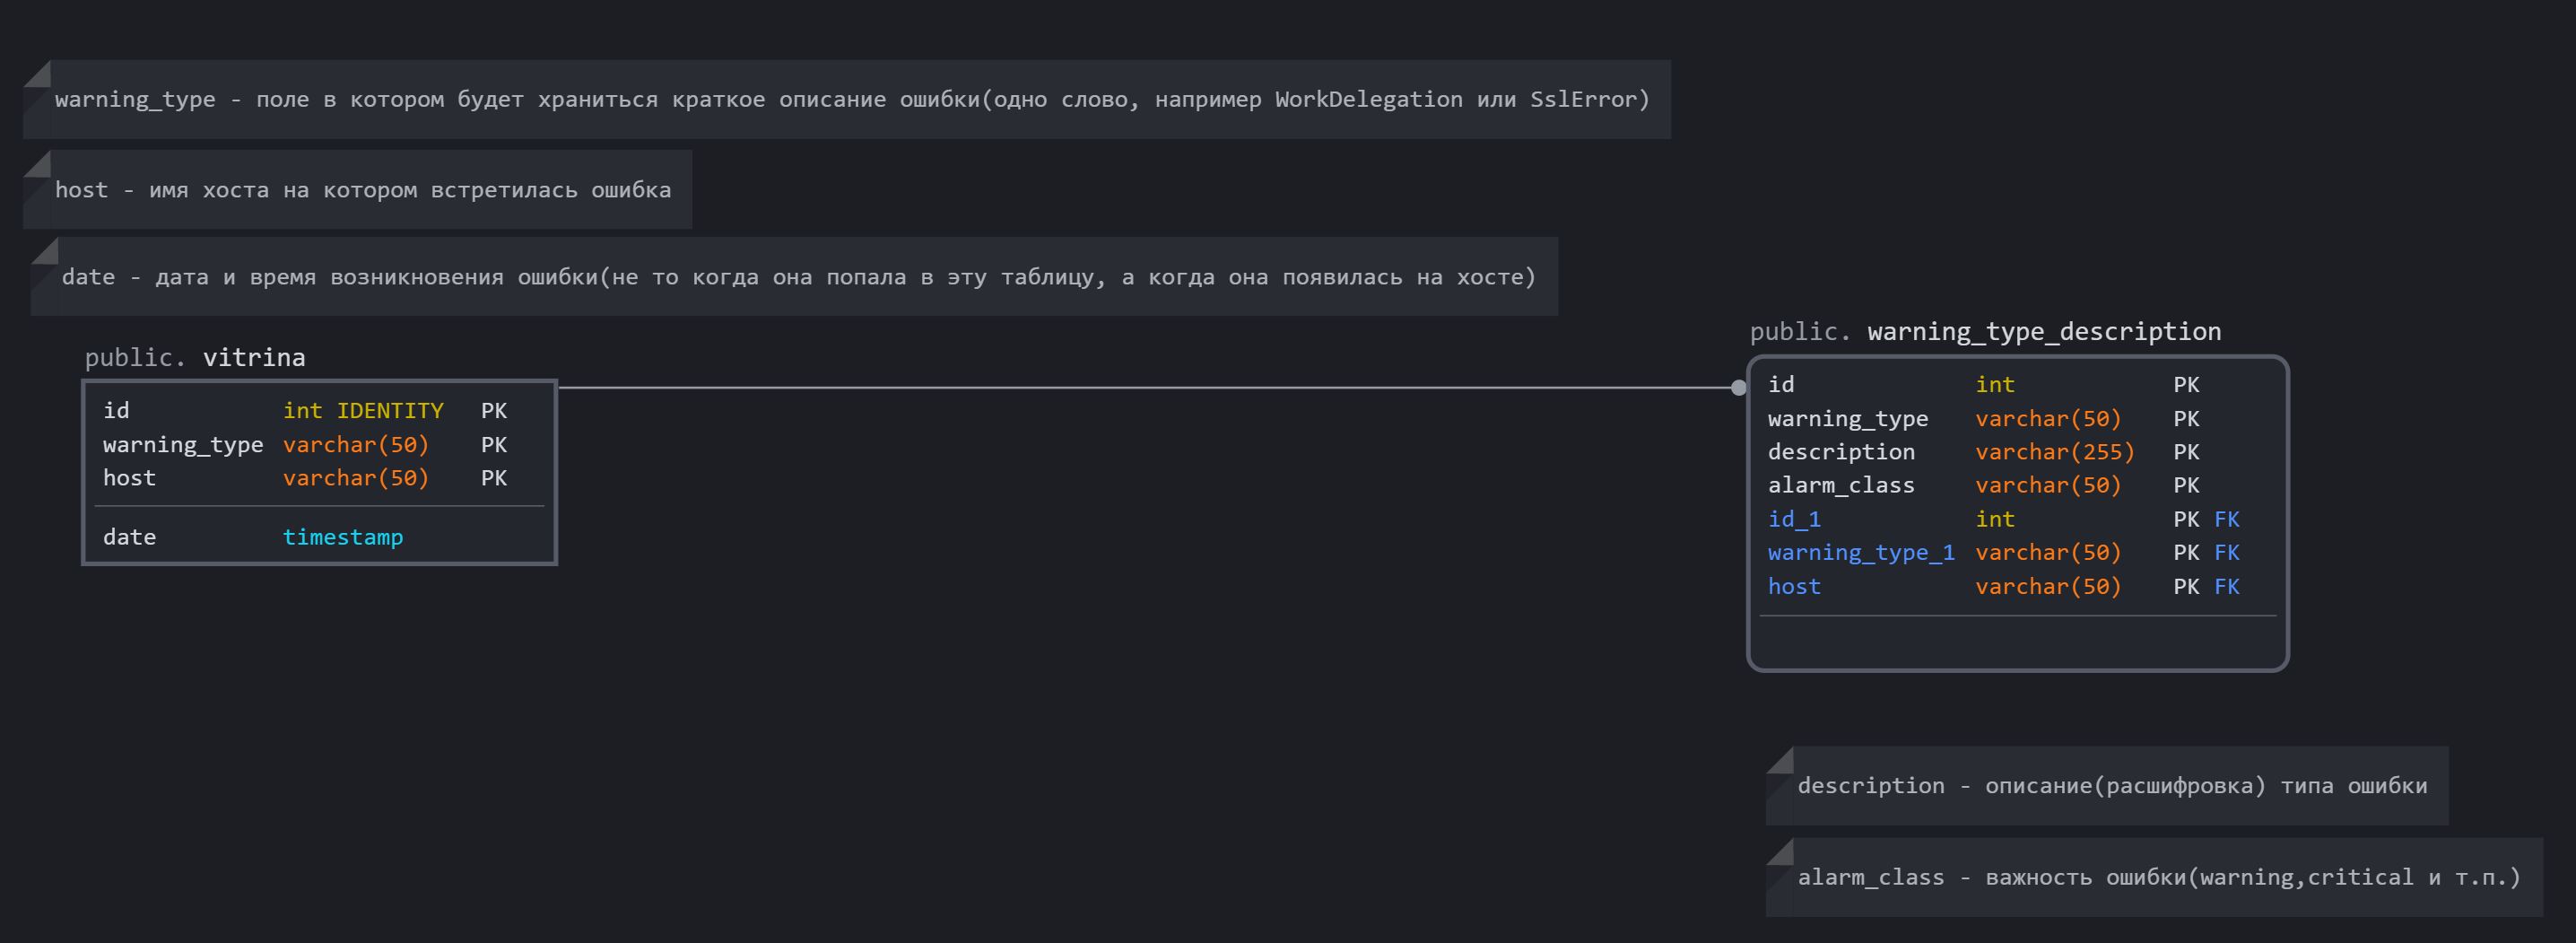 warning_type - поле в котором будет храниться краткое описание ошибки(одно слово, например WorkDelegation или SslError)
host - имя хоста на котором встретилась ошибка
date - дата и время возникновения ошибки(не то когда она попала в эту таблицу, а когда она появилась на хосте)
public. vitrina
id int IDENTITY PK
warning_type varchar(50) PK
host varchar(50) PK
date timestamp
public. warning_type_description
id int PK
warning_type varchar(50) PK
description varchar(255) PK
alarm_class varchar(50) PK
id_1 int PK FK
warning_type_1 varchar(50) PK FK
host varchar(50) PK FK
description - описание(расшифровка) типа ошибки
alarm_class - важность ошибки(warning,critical и т.п.)